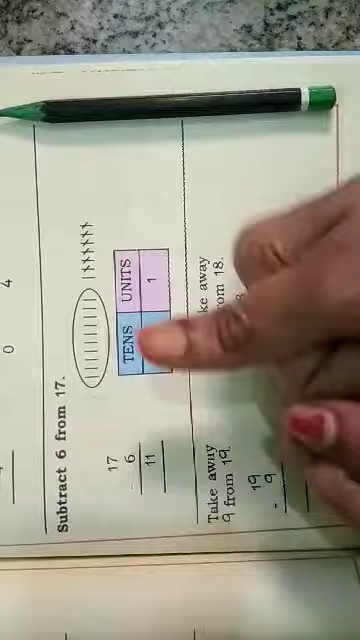 4
0
Subtract 6 from 17.
17
6
11
TENS UNITS
1
Take away
9 from 19.
19
- 9
ke away
rom 18.
8